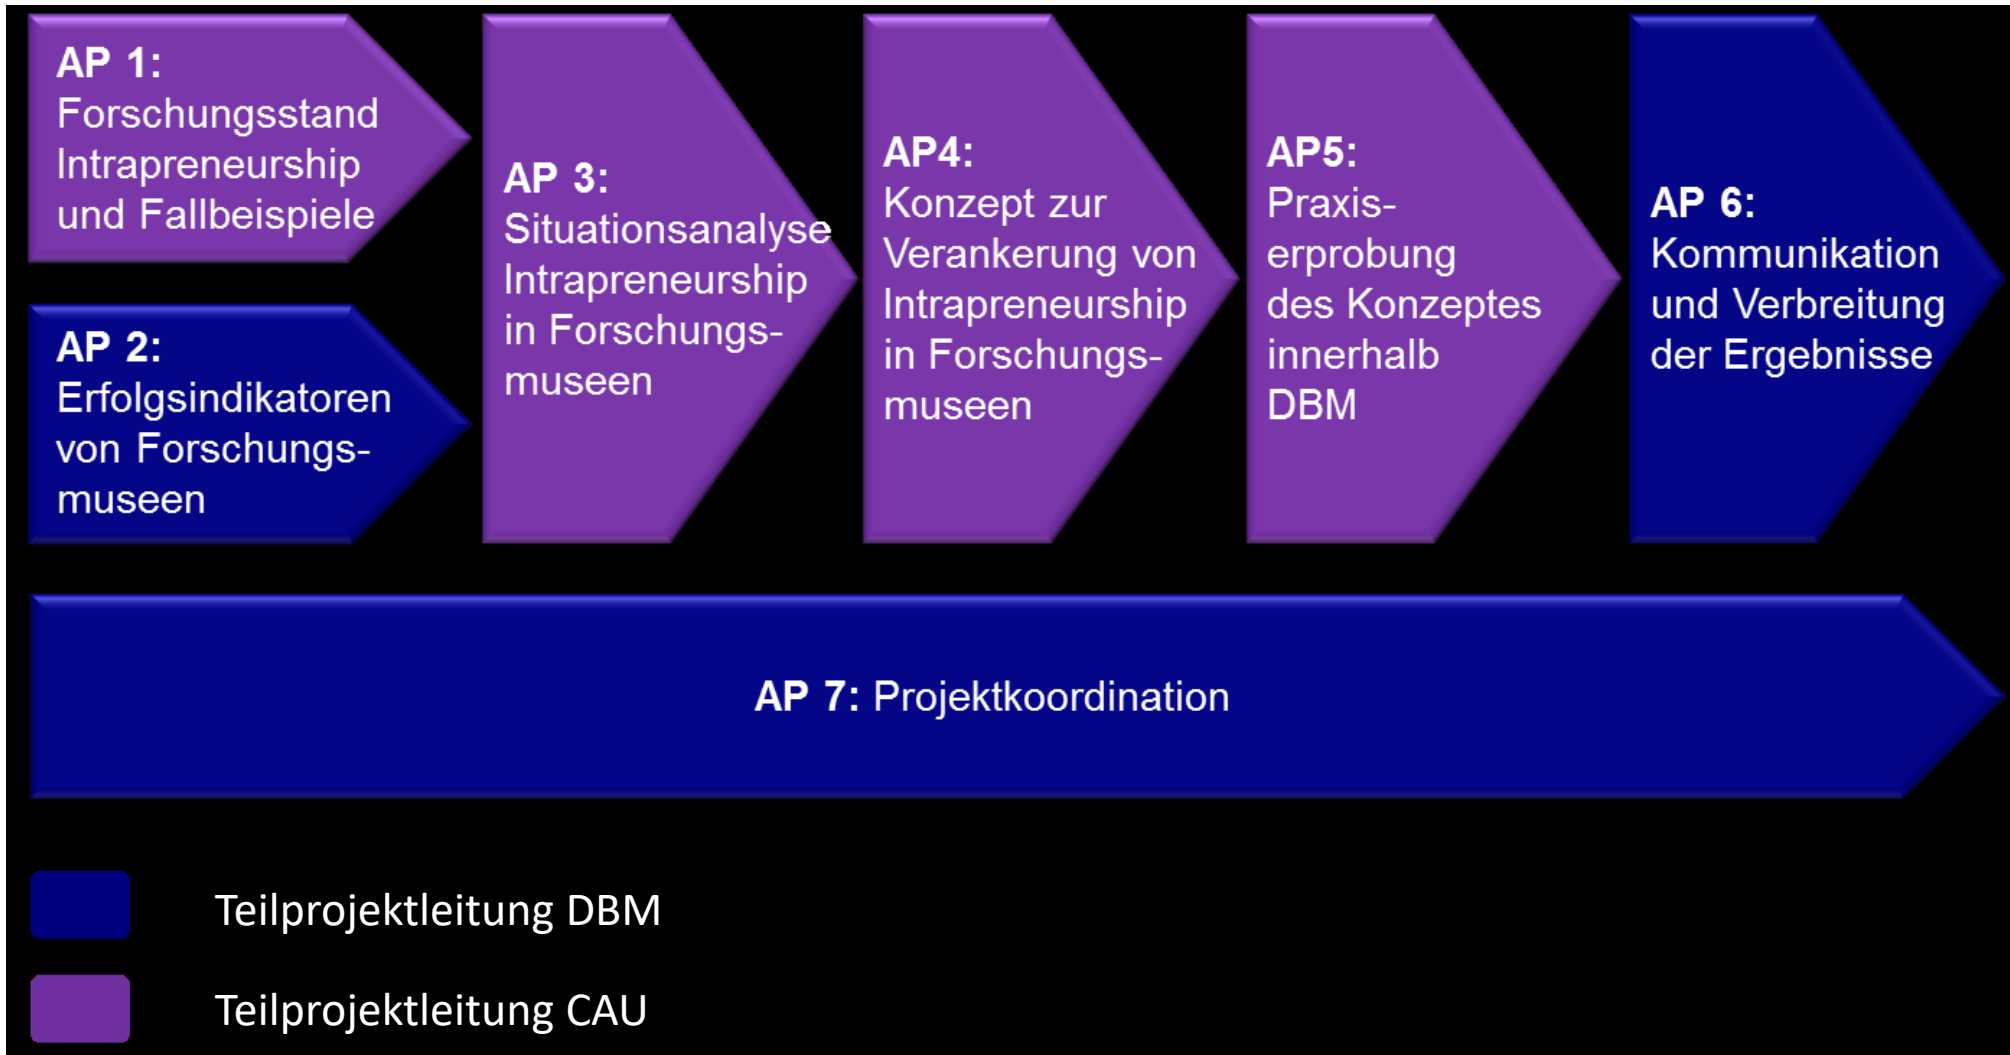 AP 1:
Forschungsstand
Intrapreneurship
und Fallbeispiele
AP 2:
Erfolgsindikatoren
von Forschungs-
museen
AP 3:
Situationsanalyse
Intrapreneurship
in Forschungs-
museen
AP4:
Konzept zur
Verankerung von
Intrapreneurship
in Forschungs-
museen
AP5:
Praxis-
erprobung
des Konzeptes
innerhalb
DBM
AP 6:
Kommunikation
und Verbreitung
der Ergebnisse
AP 7: Projektkoordination
Teilprojektleitung DBM
Teilprojektleitung CAU